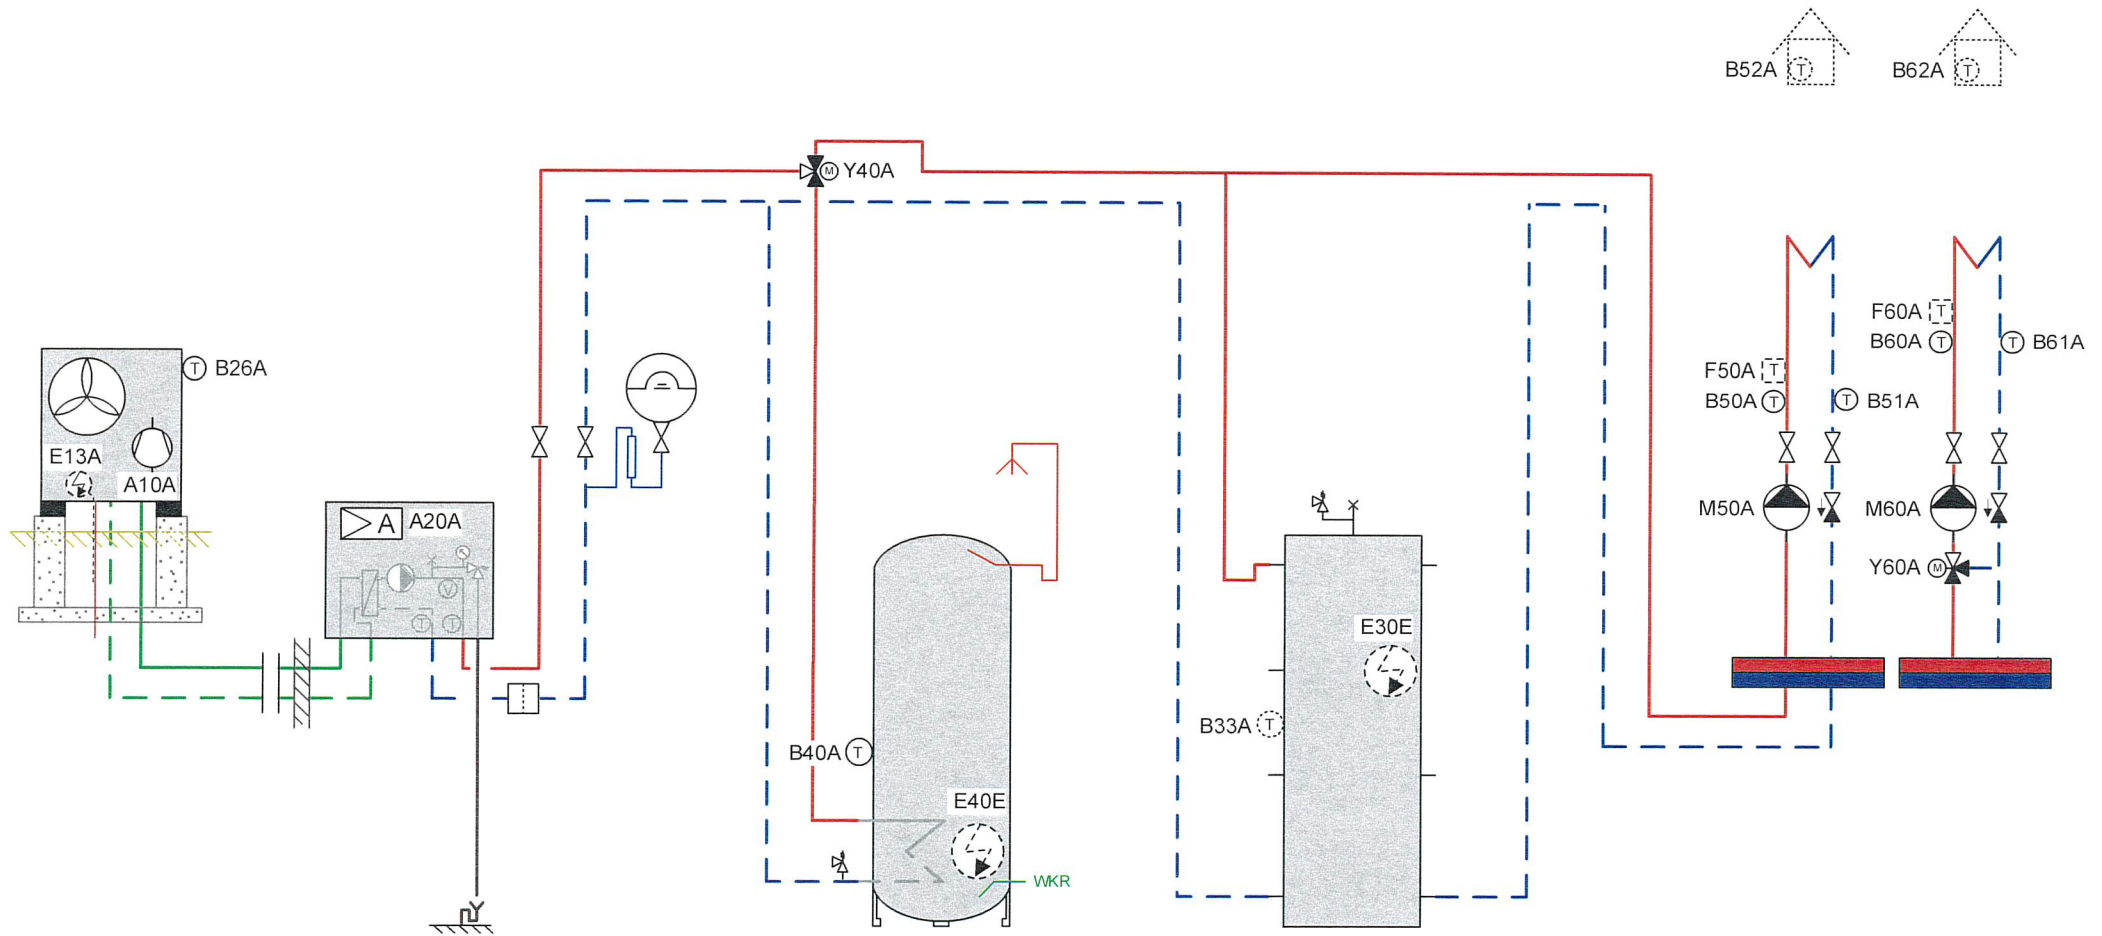 B52A T
B62A T
M Y40A
T B26A
F60A T
B60A T
T B61A
F50A T
B50A T
T B51A
E13A
A10A
A A20A
V
T T
M50A
M60A
Y60A M
E30E
B33A T
B40A T
E40E
WKR